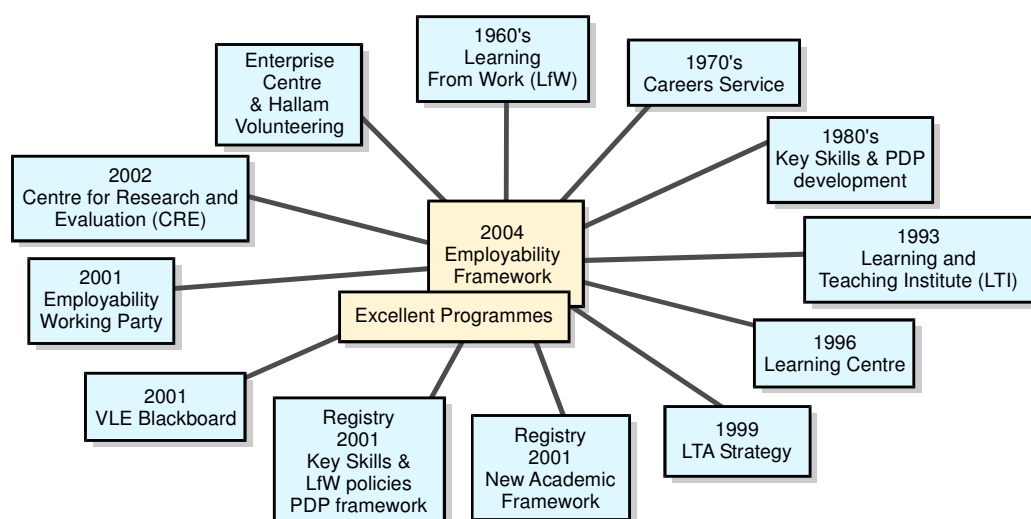 1960's
Learning
From Work (LfW)
1970's
Careers Service
1980's
Key Skills & PDP
development
1993
Learning and
Teaching Institute (LTI)
1996
Learning Centre
1999
LTA Strategy
Registry
2001
New Academic
Framework
Registry
2001
Key Skills &
LfW policies
PDP framework
2001
VLE Blackboard
2001
Employability
Working Party
2002
Centre for Research and
Evaluation (CRE)
Enterprise
Centre
& Hallam
Volunteering
2004
Employability
Framework
Excellent Programmes